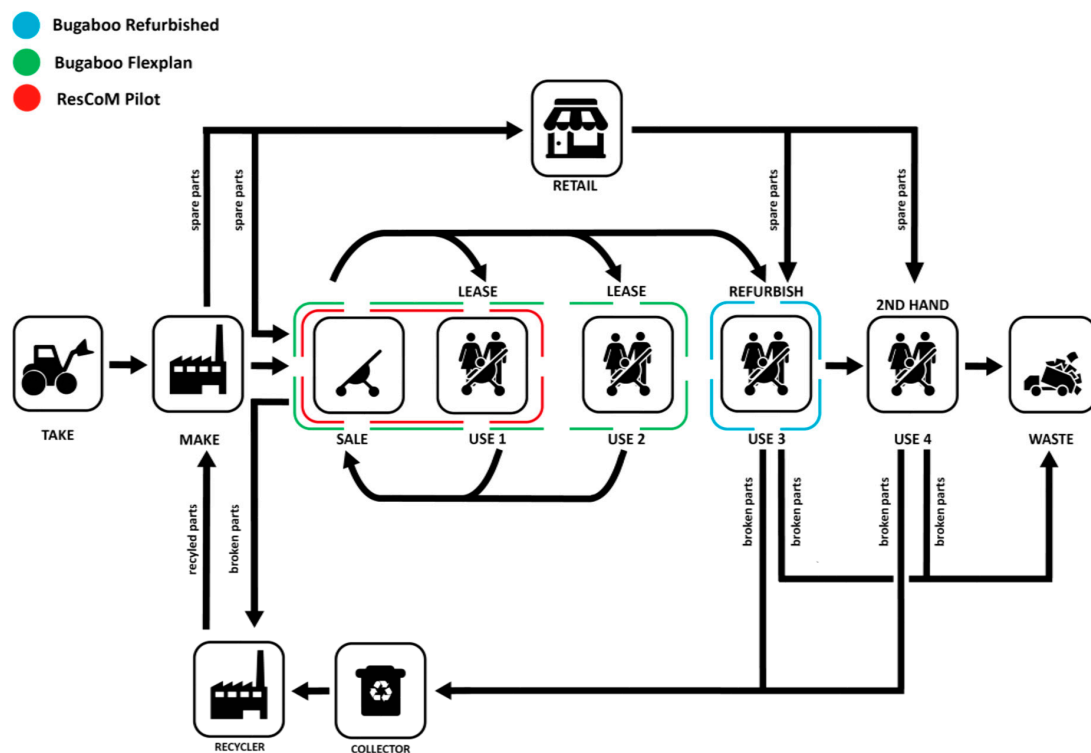 Bugaboo Refurbished
Bugaboo Flexplan
ResCoM Pilot
RETAIL
spare parts
spare parts
spare parts
spare parts
LEASE
LEASE
REFURBISH
2ND HAND
TAKE
MAKE
SALE
USE 1
USE 2
USE 3
USE 4
WASTE
recyled parts
broken parts
broken parts
broken parts
broken parts
broken parts
RECYCLER
COLLECTOR